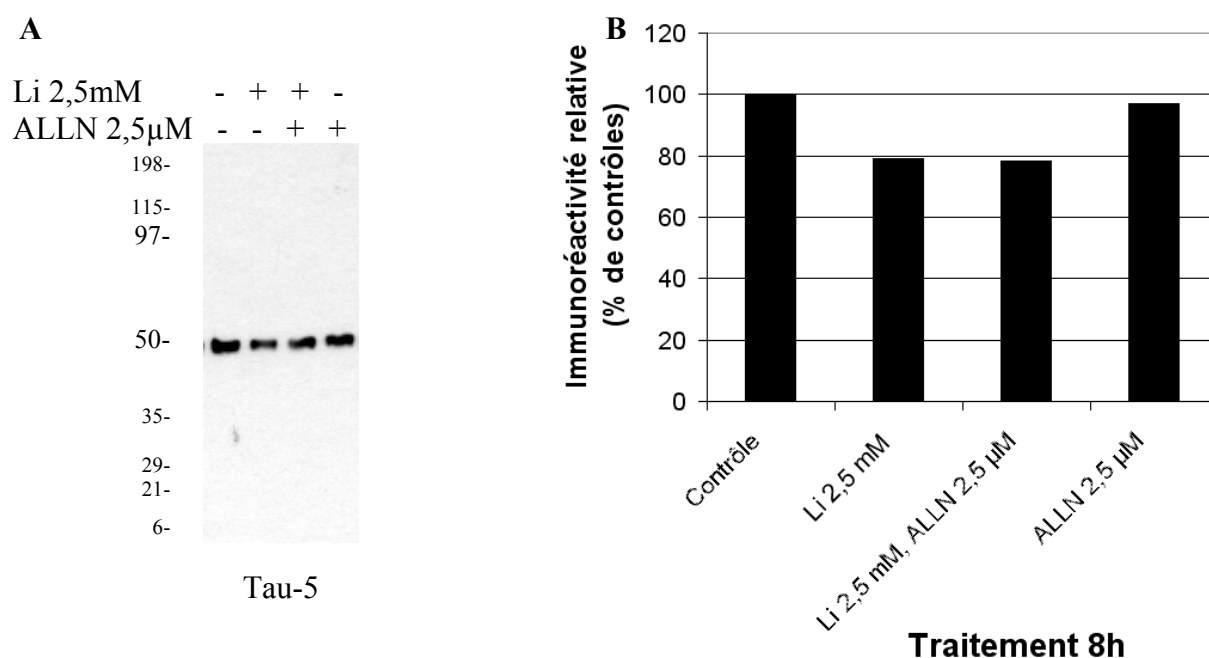 A
Li 2,5mM - + + -
ALLN 2,5µM - - + +
198-
115-
97-
50-
35-
29-
21-
6-
Tau-5
B
Immunoréactivité relative
(% de contrôles)
120
100
80
60
40
20
0
Contrôle
Li 2,5 mM
Li 2,5 mM, ALLN 2,5 µM
ALLN 2,5 µM
Traitement 8h